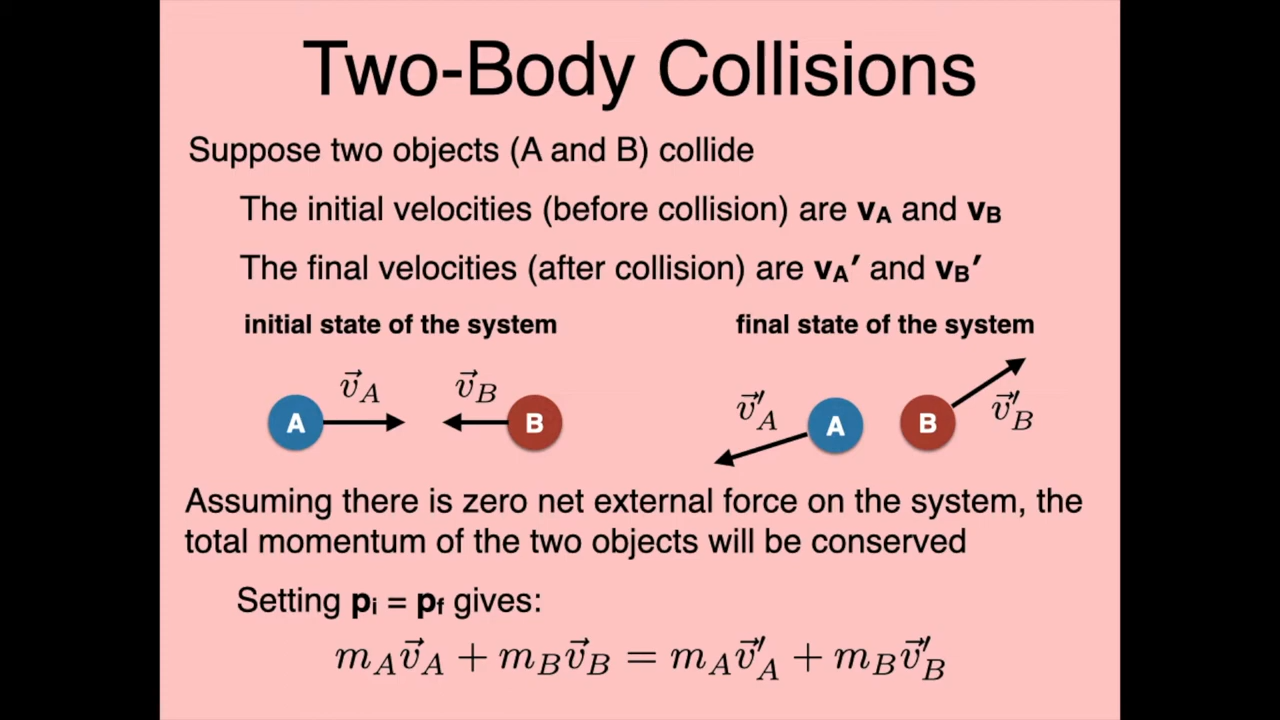 Two-Body Collisions
Suppose two objects (A and B) collide
The initial velocities (before collision) are vA and vB
The final velocities (after collision) are vA′ and vB′
initial state of the system
final state of the system
A
v⃗A
v⃗B
B
v⃗′A
A
B
v⃗′B
Assuming there is zero net external force on the system, the
total momentum of the two objects will be conserved
Setting pi = pf gives:
mAv⃗A + mBv⃗B = mAv⃗′A + mBv⃗′B